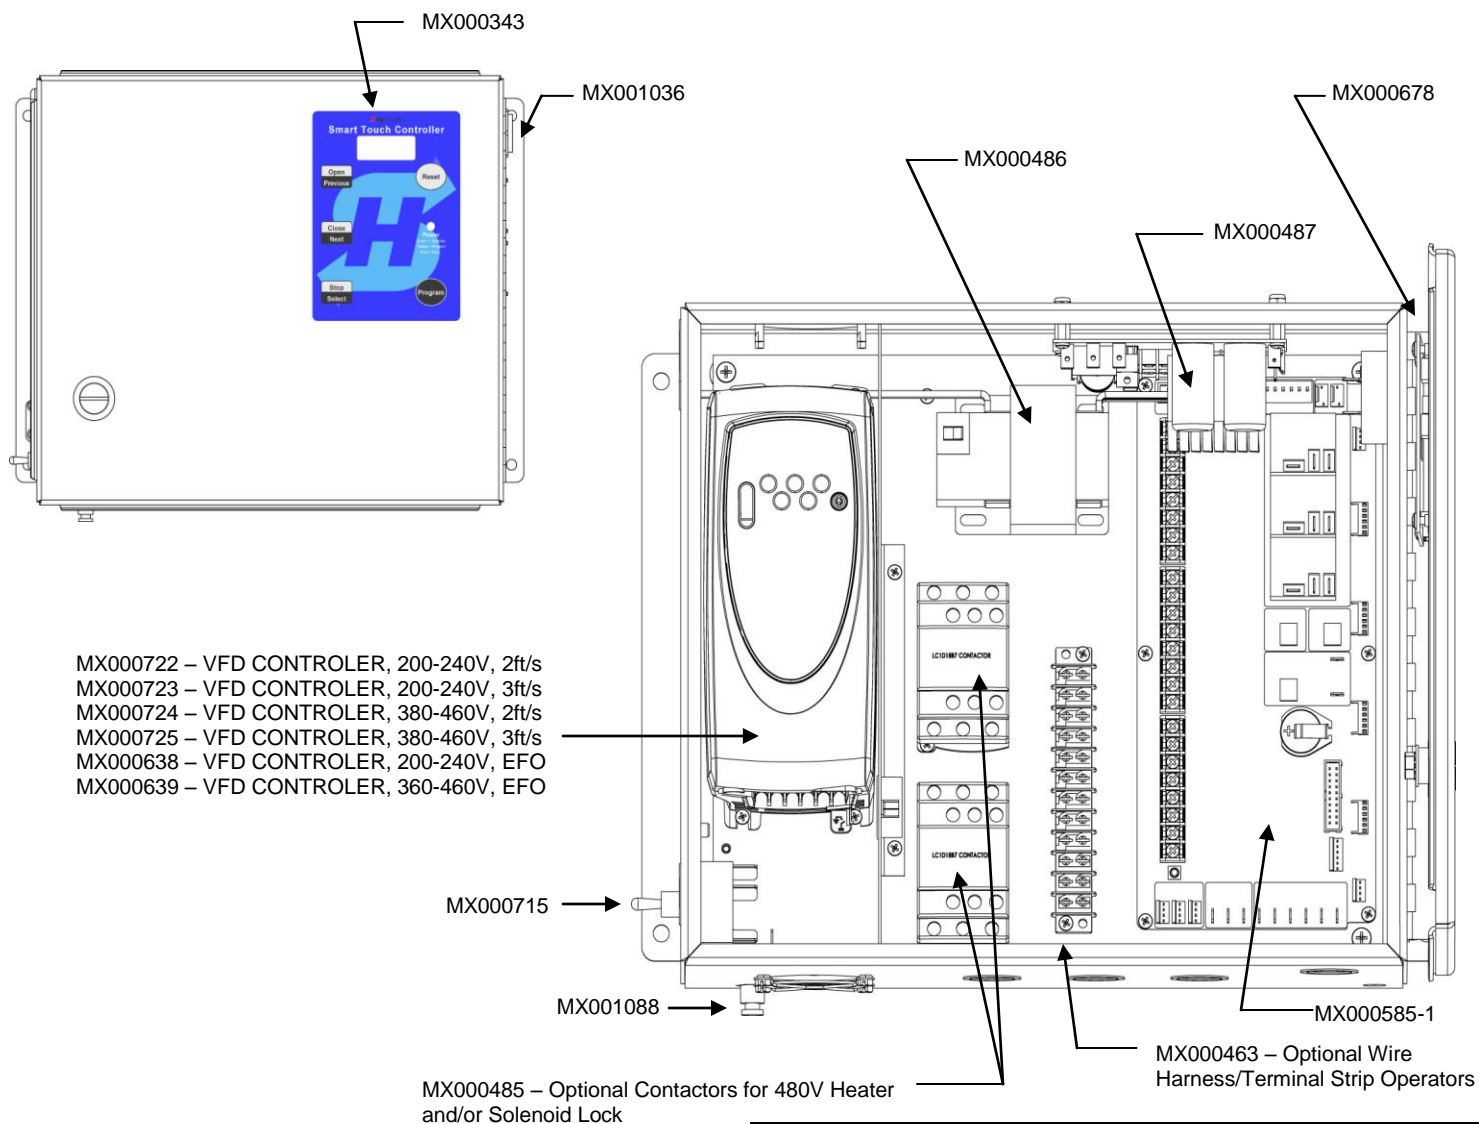 MX000343
MX001036
MX000678
MX000486
MX000487
Smart Touch Controller
Open
Previous
Reset
Close
Next
Power
Stop
Select
Program
MX000722 – VFD CONTROLER, 200-240V, 2ft/s
MX000723 – VFD CONTROLER, 200-240V, 3ft/s
MX000724 – VFD CONTROLER, 380-460V, 2ft/s
MX000725 – VFD CONTROLER, 380-460V, 3ft/s
MX000638 – VFD CONTROLER, 200-240V, EFO
MX000639 – VFD CONTROLER, 360-460V, EFO
LC1D1887 CONTACTOR
LC1D1887 CONTACTOR
MX000715
MX001088
MX000585-1
MX000463 – Optional Wire
Harness/Terminal Strip Operators
MX000485 – Optional Contactors for 480V Heater
and/or Solenoid Lock